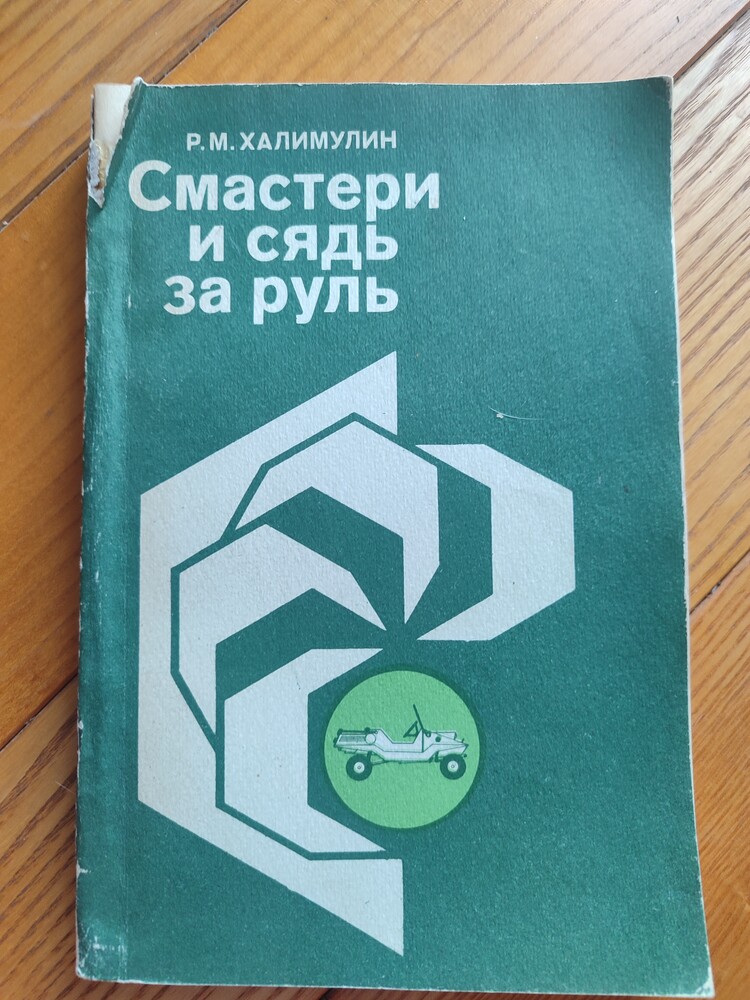 Р.М.ХАЛИМУЛИН
Смастери
и сядь
за руль